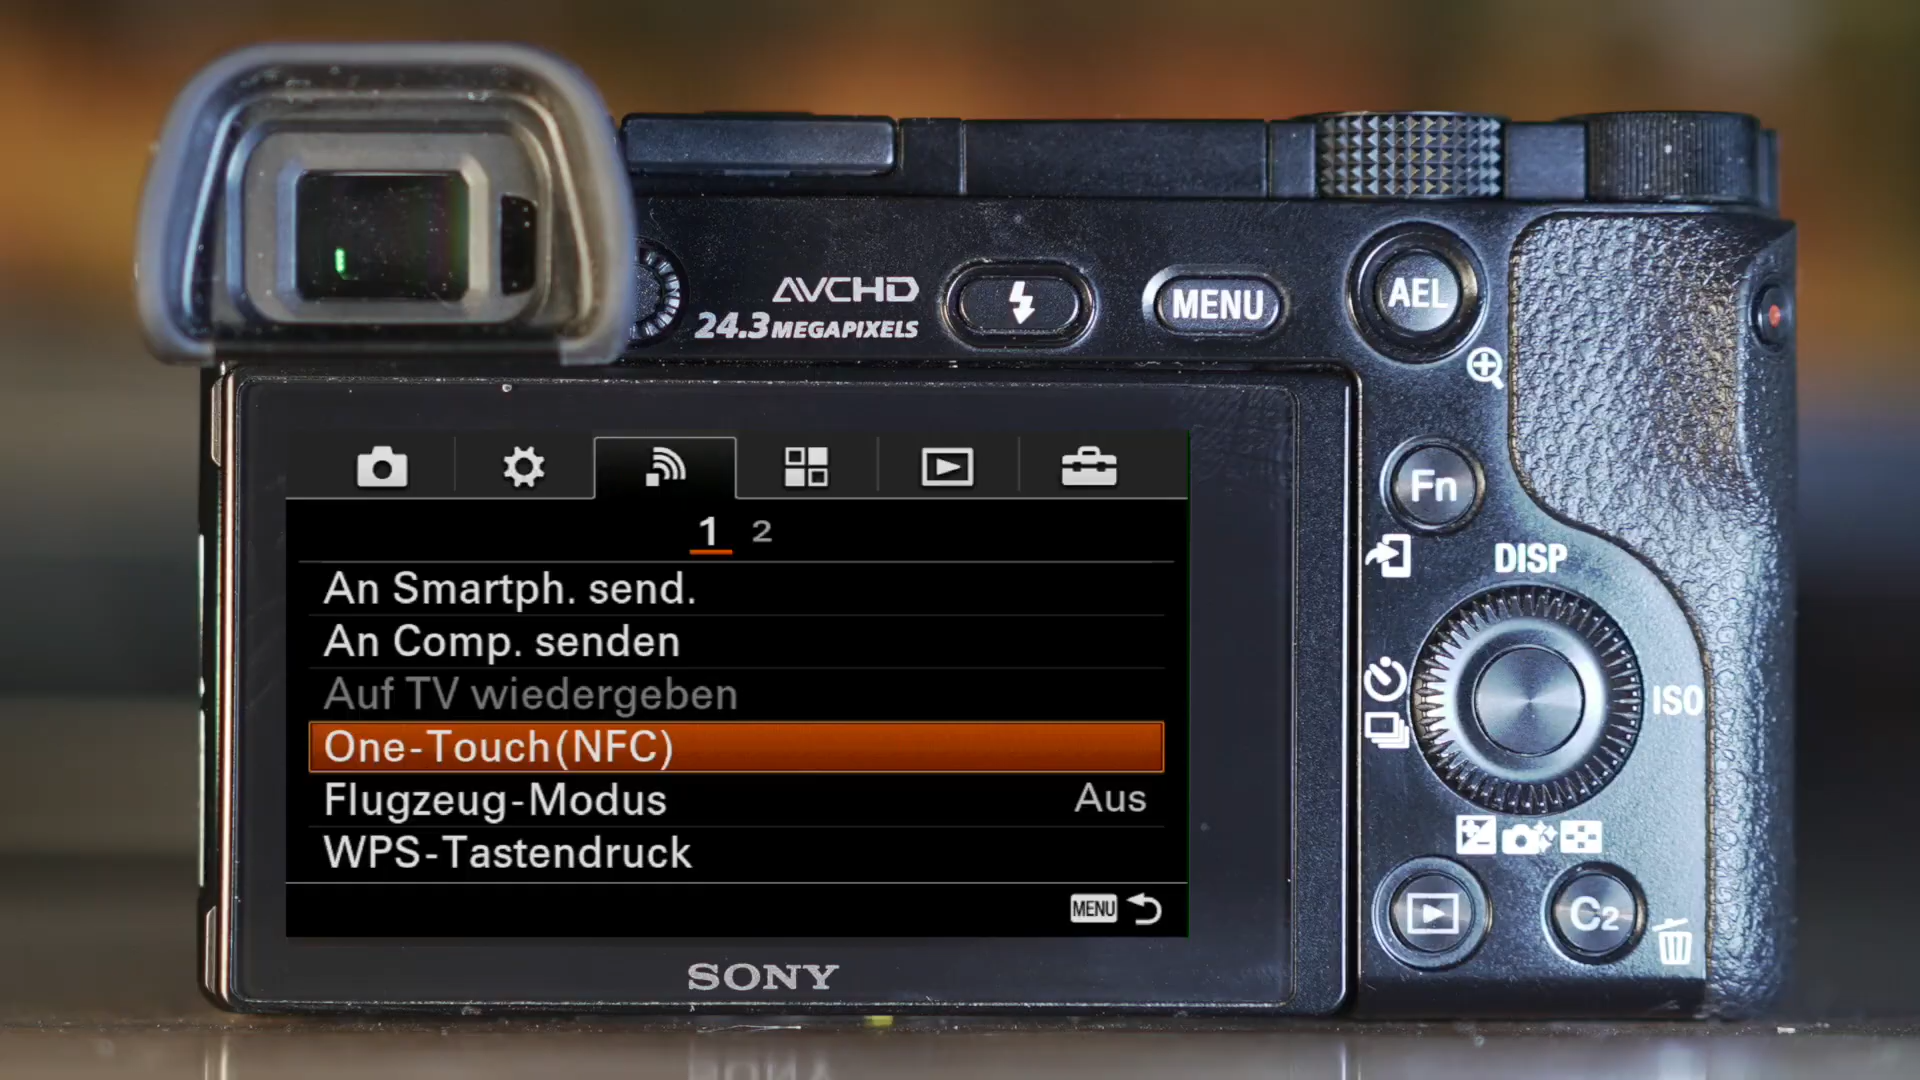 AVCHD
24.3 MEGAPIXELS
MENU
AEL
Fn
DISP
ISO
1 2
An Smartph. send.
An Comp. senden
Auf TV wiedergeben
One-Touch(NFC)
Flugzeug-Modus Aus
WPS-Tastendruck
MENU
C2
SONY